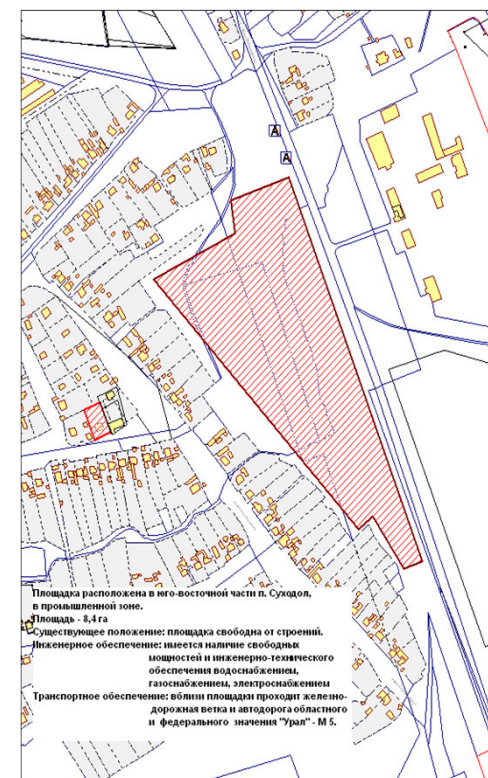 А
А
Площадка расположена в юго-восточной части п. Суходол,
в промышленной зоне.
Площадь - 8,4 га
Существующее положение: площадка свободна от строений.
Инженерное обеспечение: имеется наличие свободных
мощностей и инженерно-технического
обеспечения водоснабжением,
газоснабжением, электроснабжением
Транспортное обеспечение: вблизи площадки проходит железно-
дорожная ветка и автодорога областного
и федерального значения "Урал" - М 5.